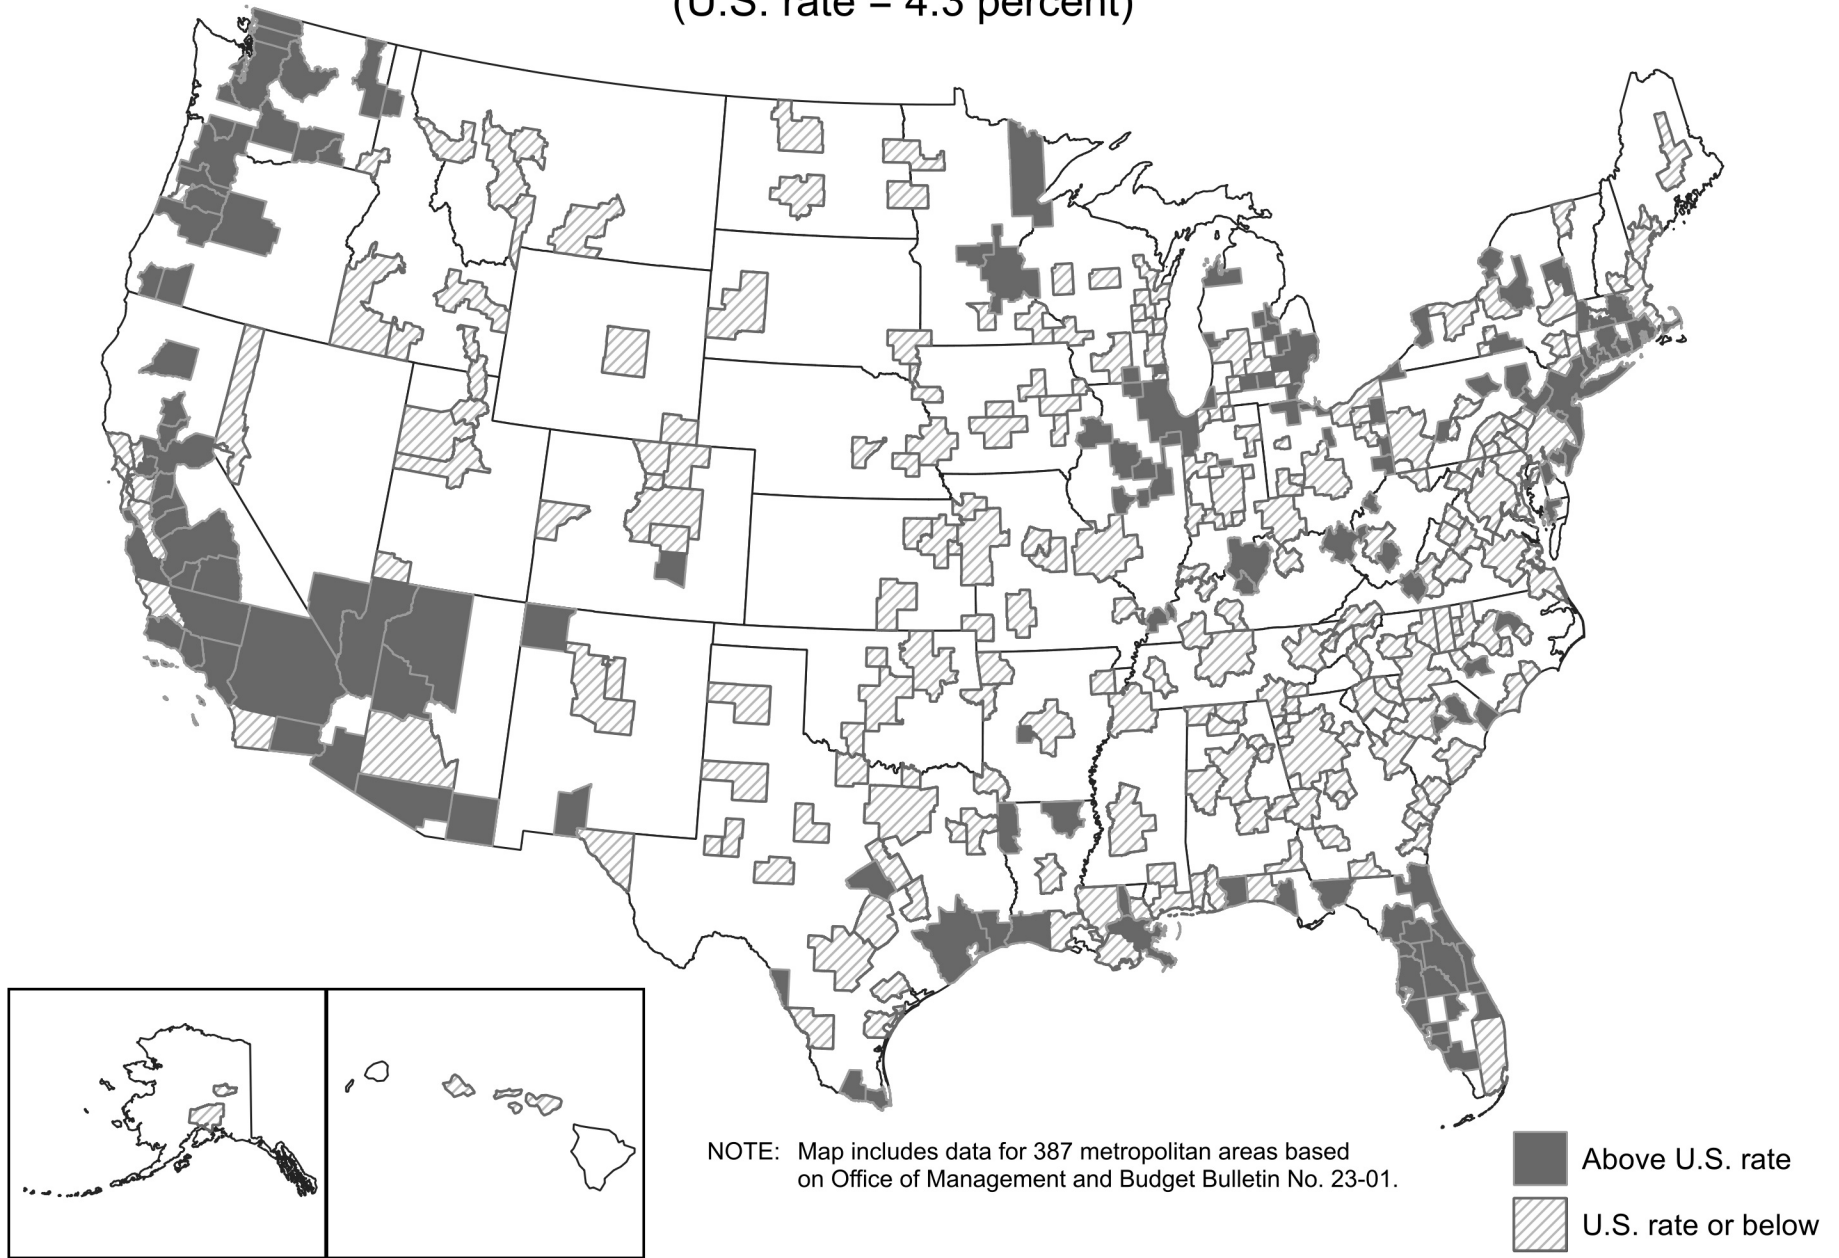 (U.S. rate = 4.3 percent)
NOTE: Map includes data for 387 metropolitan areas based
on Office of Management and Budget Bulletin No. 23-01.
Above U.S. rate
U.S. rate or below